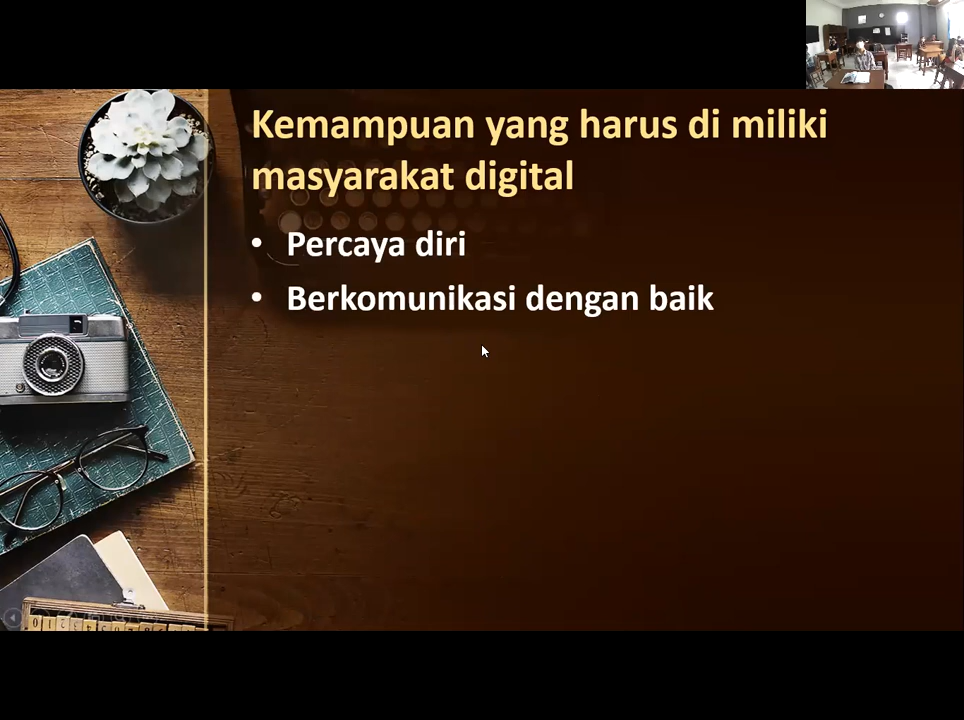 Kemampuan yang harus di miliki
masyarakat digital
• Percaya diri
• Berkomunikasi dengan baik